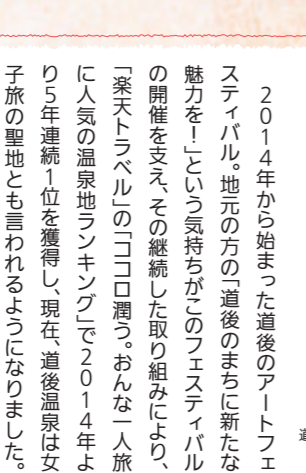 2014年から始まった道後のアートフェ
スティバル。地元の方の「道後のまちに新たな
魅力を!」という気持ちがこのフェスティバル
の開催を支え、その継続した取り組みにより、
「楽天トラベル」の「ココロ潤う。おんな一人旅
に人気の温泉地ランキング」で2014年よ
り5年連続1位を獲得し、現在、道後温泉は女
子旅の聖地とも言われるようになりました。